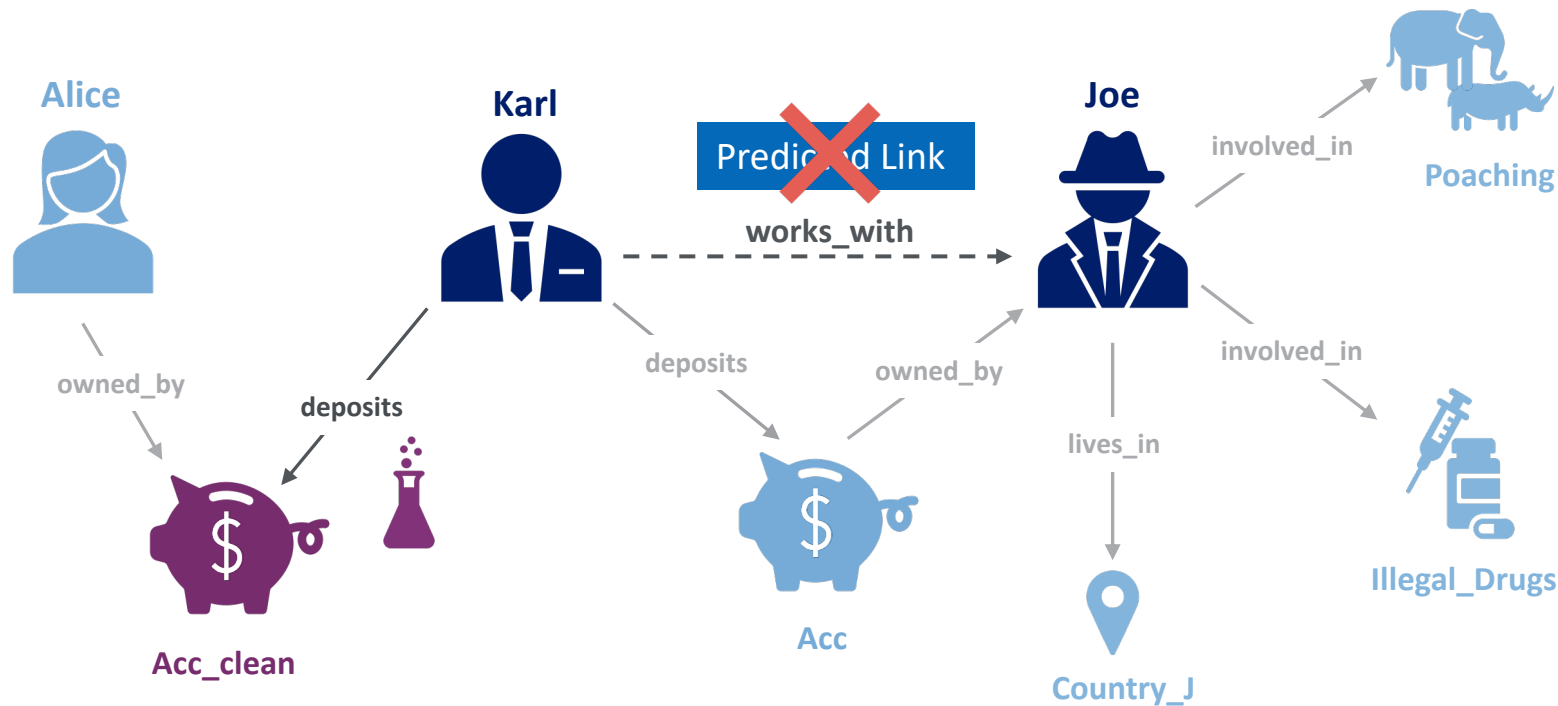 Alice
Karl
Joe
Predicted Link
works_with
involved_in
Poaching
owned_by
deposits
deposits
owned_by
involved_in
lives_in
$
$
Acc_clean
Acc
Country_J
Illegal_Drugs